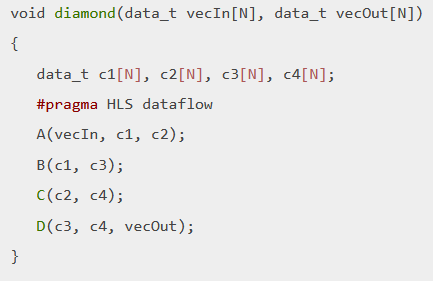 void diamond(data_t vecIn[N], data_t vecOut[N])
{
data_t c1[N], c2[N], c3[N], c4[N];
#pragma HLS dataflow
A(vecIn, c1, c2);
B(c1, c3);
C(c2, c4);
D(c3, c4, vecOut);
}